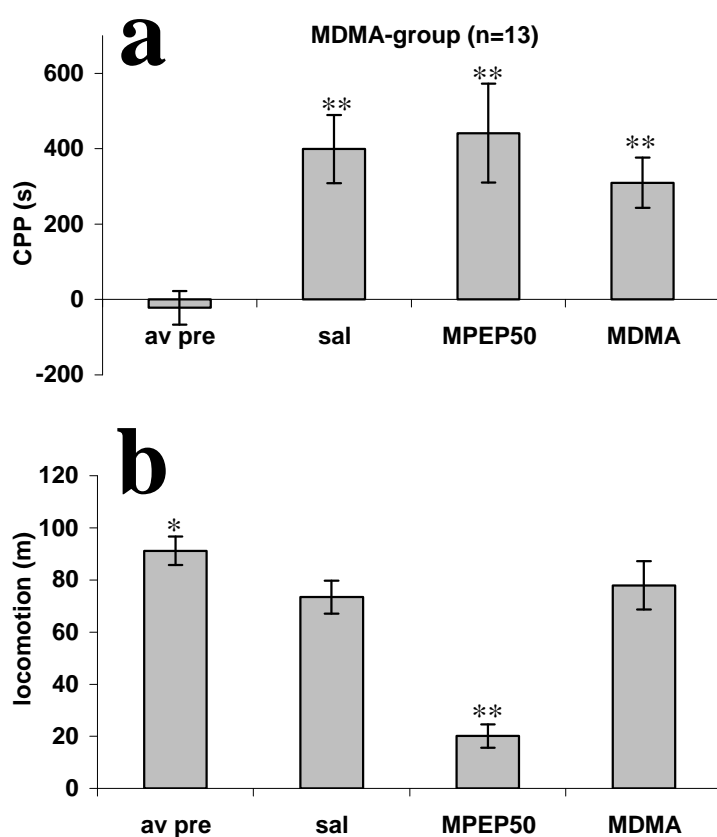 a
MDMA-group (n=13)
600
400
200
0
-200
CPP (s)
**
**
**
av pre sal MPEP50 MDMA
b
120
100
80
60
40
20
0
locomotion (m)
*
**
av pre sal MPEP50 MDMA